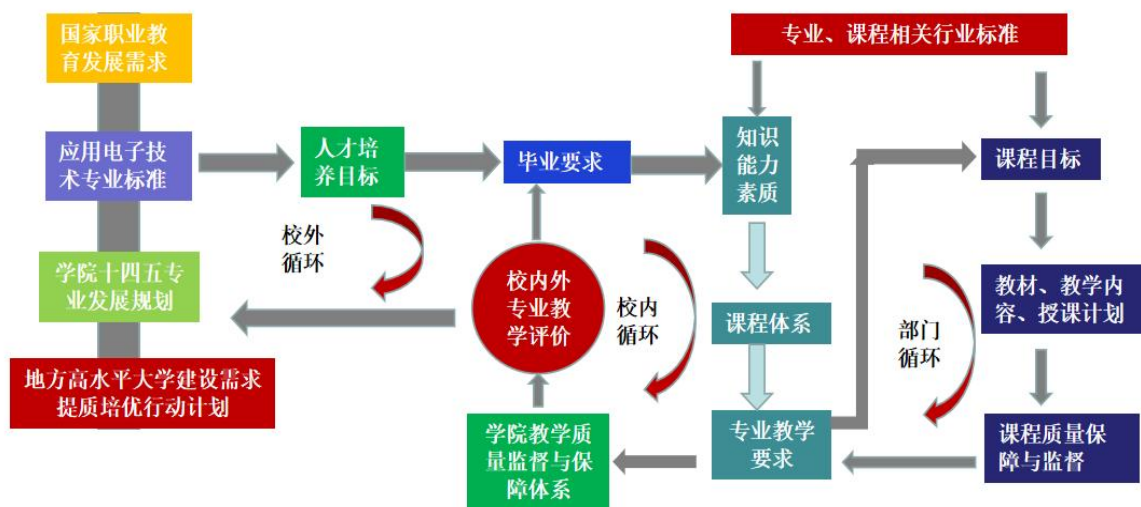 国家职业教
育发展需求
应用电子技
术专业标准
学院十四五专
业发展规划
地方高水平大学建设需求
提质培优行动计划
人才培
养目标
校外
循环
毕业要求
校内外
专业教
学评价
校内
循环
学院教学质
量监督与保
障体系
专业、课程相关行业标准
知识
能力
素质
课程体系
专业教学
要求
课程目标
教材、教学内
容、授课计划
部门
循环
课程质量保
障与监督